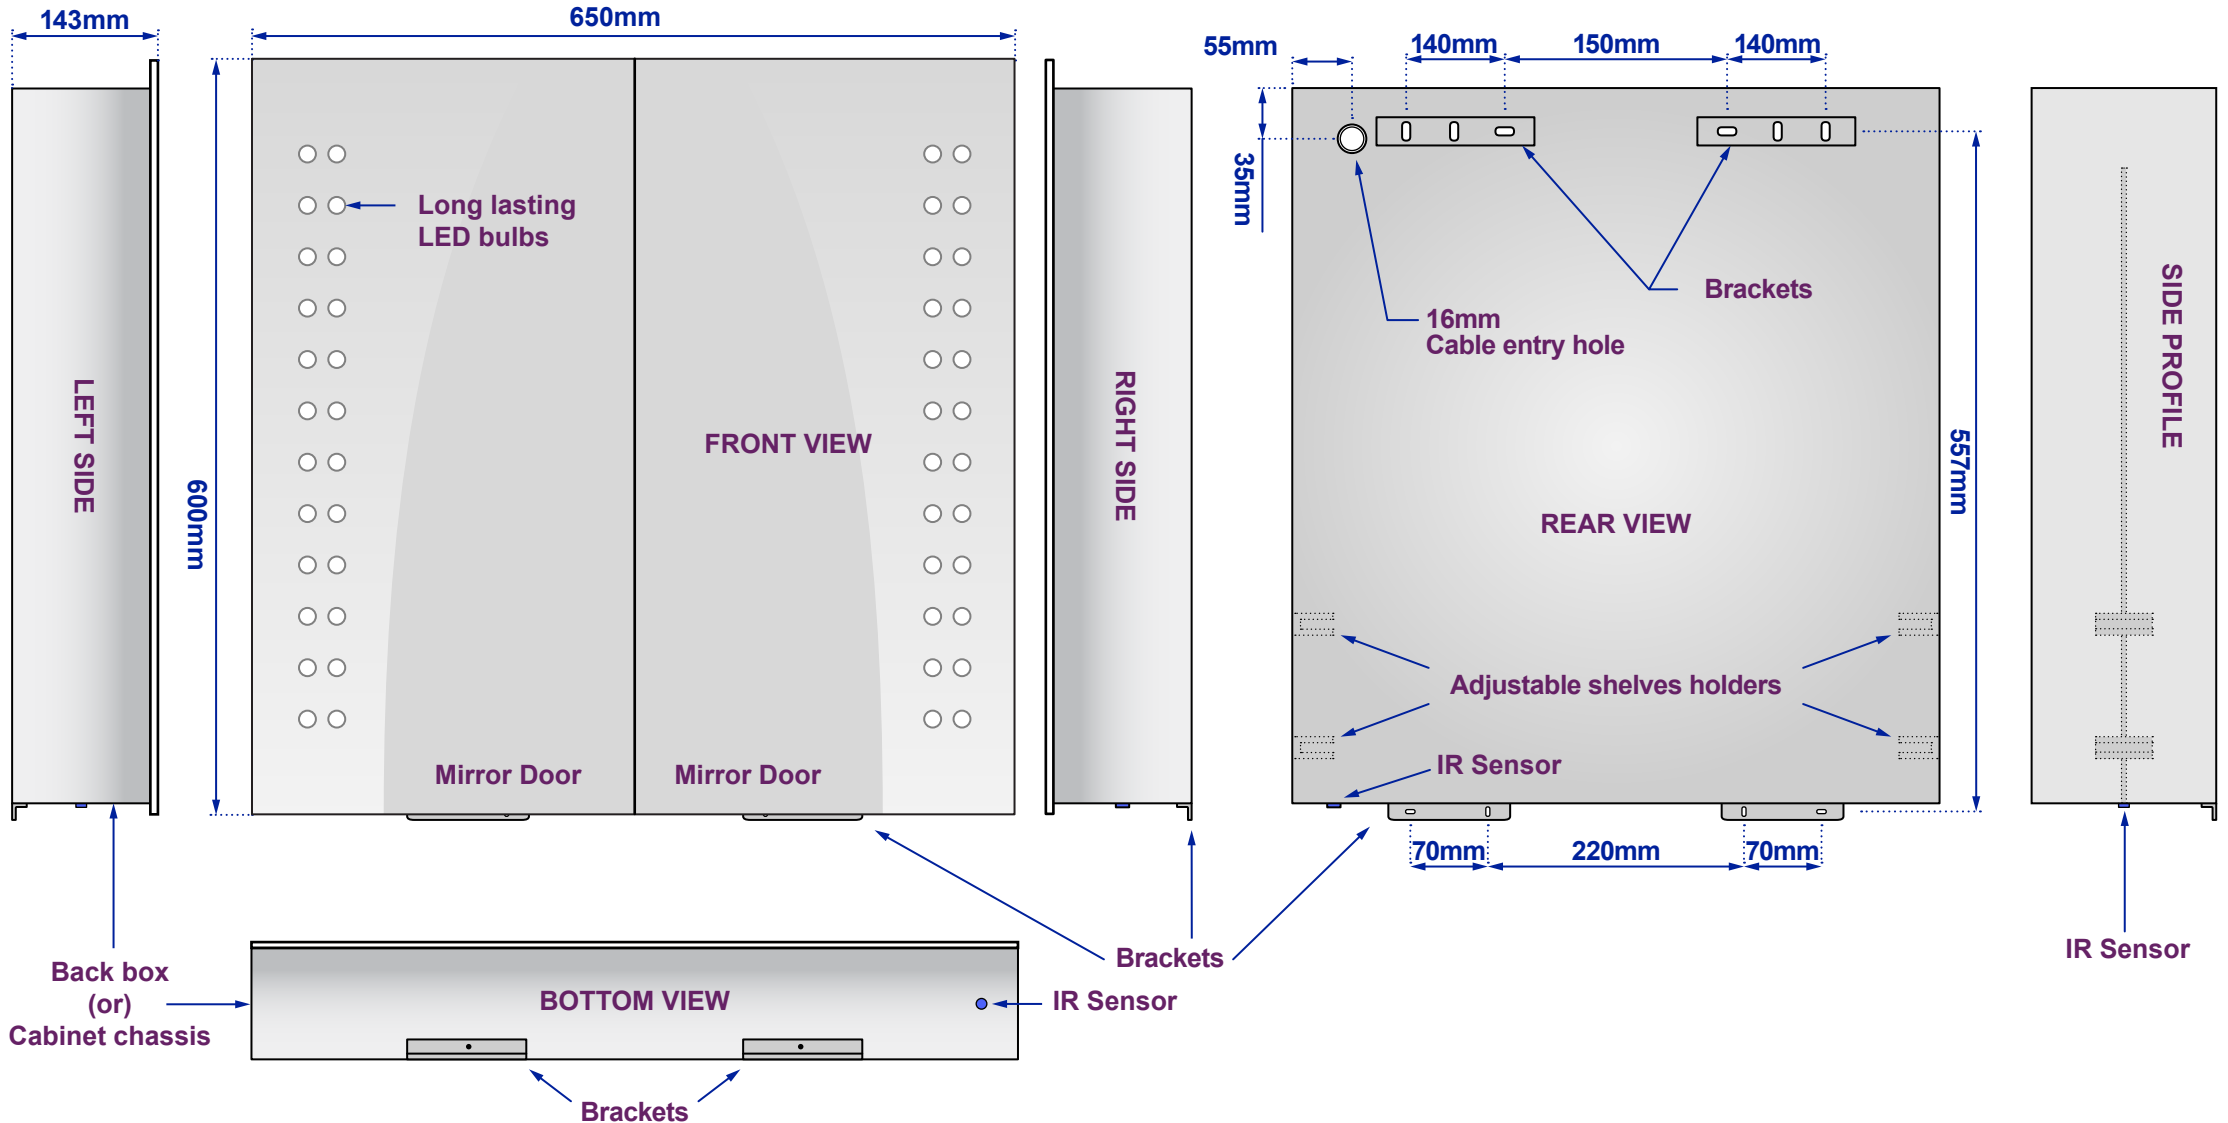 143mm
650mm
55mm
140mm
150mm
140mm
35mm
Long lasting
LED bulbs
Brackets
16mm
Cable entry hole
LEFT SIDE
FRONT VIEW
RIGHT SIDE
SIDE PROFILE
600mm
557mm
REAR VIEW
Adjustable shelves holders
Mirror Door
Mirror Door
IR Sensor
70mm
220mm
70mm
Back box
(or)
Cabinet chassis
BOTTOM VIEW
Brackets
IR Sensor
IR Sensor
Brackets